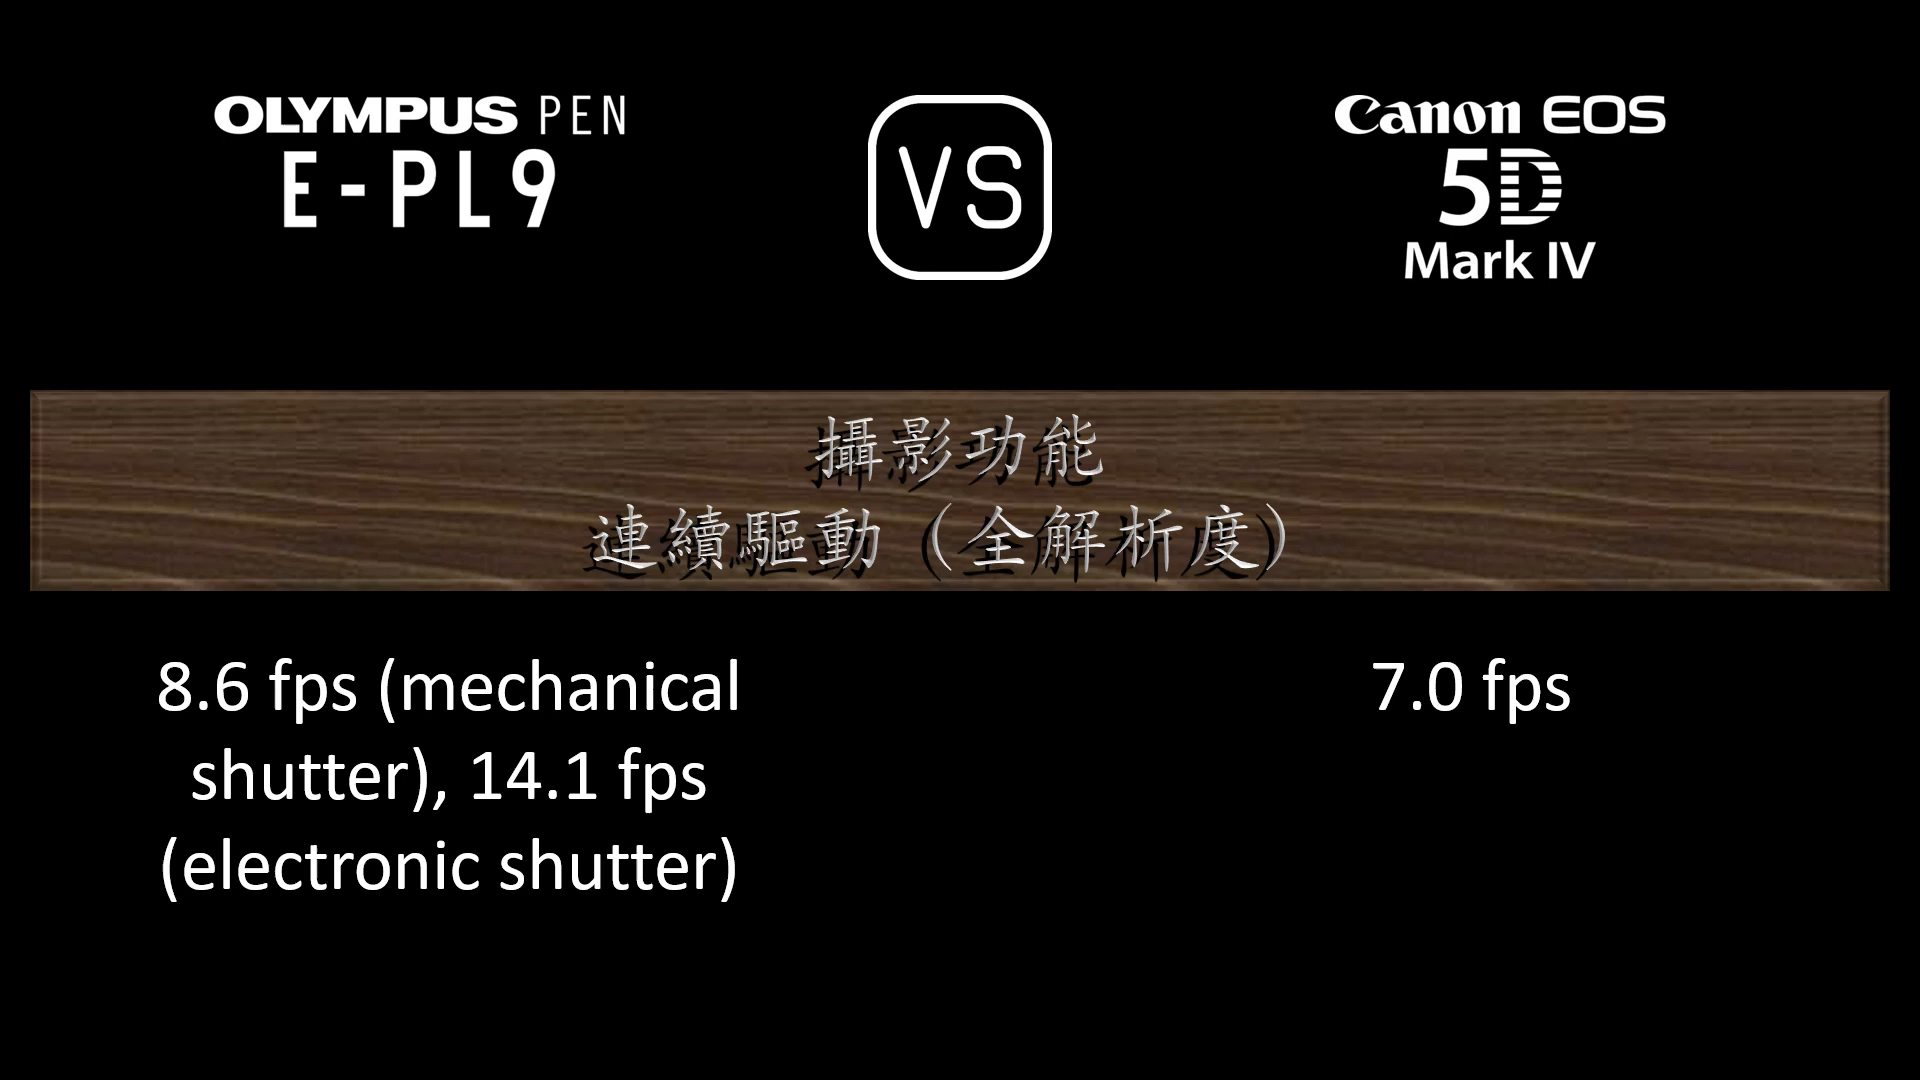 OLYMPUS PEN
E-PL9
VS
Canon EOS
5D
Mark IV
攝影功能
連續驅動（全解析度）
8.6 fps (mechanical
shutter), 14.1 fps
(electronic shutter)
7.0 fps